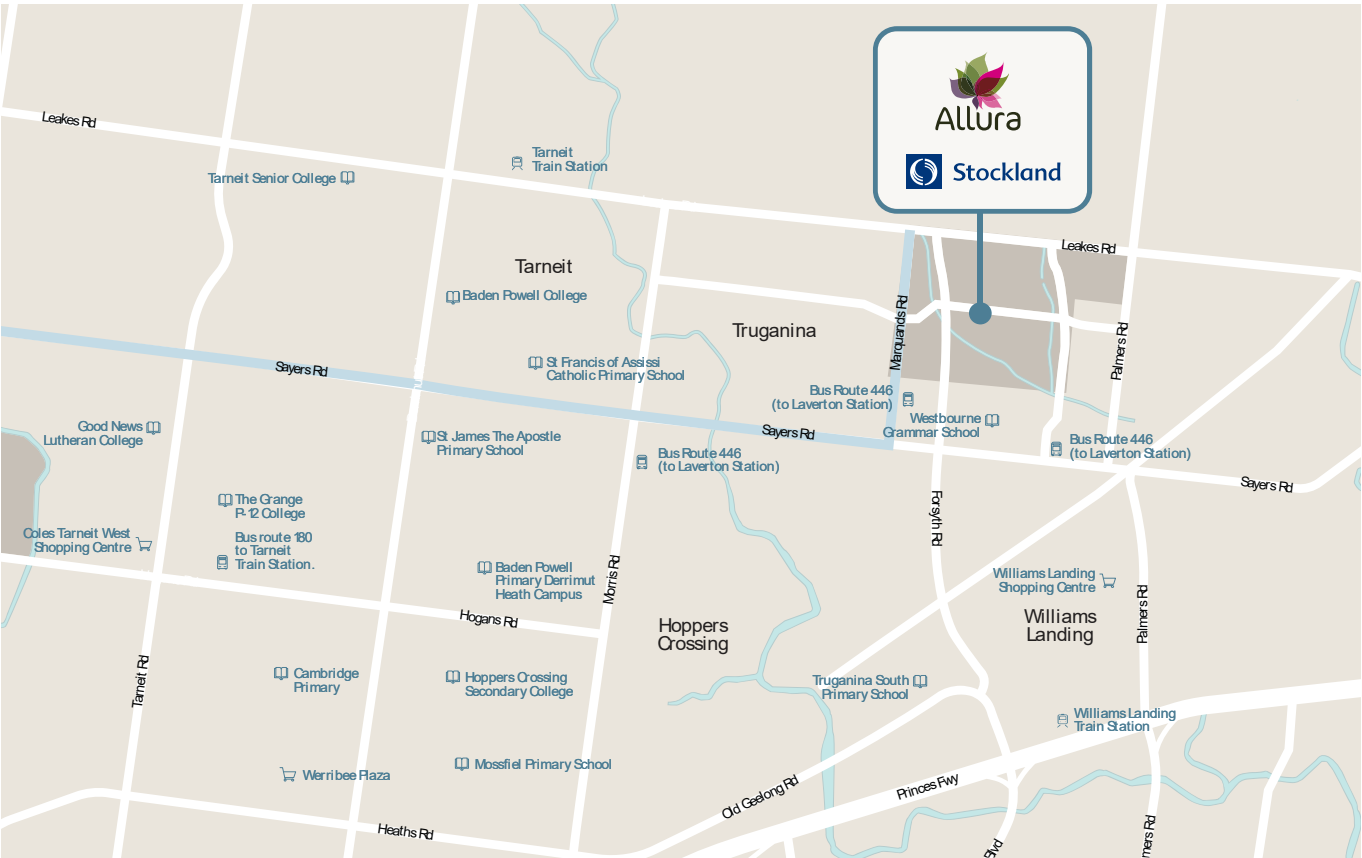 Allura
Stockland
Leakes Rd
Tarneit
Train Station
Tarneit Senior College
Leakes Rd
Tarneit
Baden Powell College
Truganina
Marquands Rd
Palmers Rd
St Francis of Assissi
Catholic Primary School
Sayers Rd
Bus Route 446
(to Laverton Station)
Westbourne
Grammar School
Good News
Lutheran College
St James The Apostle
Primary School
Sayers Rd
Bus Route 446
(to Laverton Station)
Bus Route 446
(to Laverton Station)
Sayers Rd
The Grange
P-12 College
Forsyth Rd
Coles Tarneit West
Shopping Centre
Bus route 180
to Tarneit
Train Station.
Baden Powell
Primary Derrimut
Heath Campus
Morris Rd
Williams Landing
Shopping Centre
Palmers Rd
Hogans Rd
Hoppers
Crossing
Williams
Landing
Tarneit Rd
Cambridge
Primary
Hoppers Crossing
Secondary College
Truganina South
Primary School
Williams Landing
Train Station
Werribee Plaza
Mossfiel Primary School
Old Geelong Rd
Princes Fwy
Heaths Rd
Blvd
mers Rd